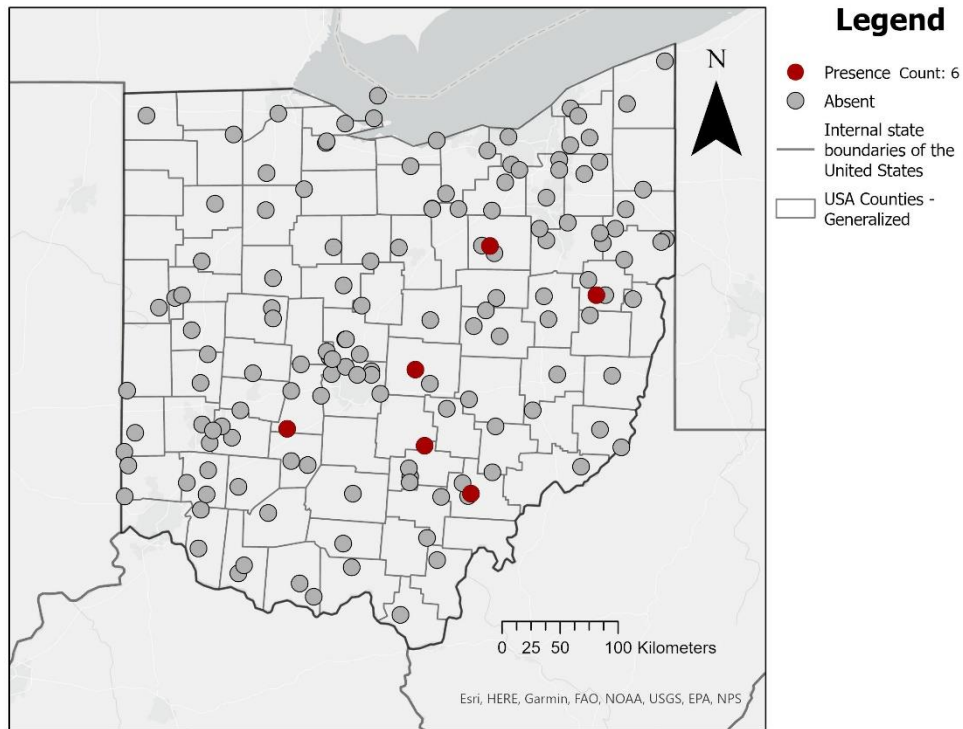 Legend
N
Presence Count: 6
Absent
Internal state
boundaries of the
United States
USA Counties -
Generalized
0 25 50 100 Kilometers
Esri, HERE, Garmin, FAO, NOAA, USGS, EPA, NPS